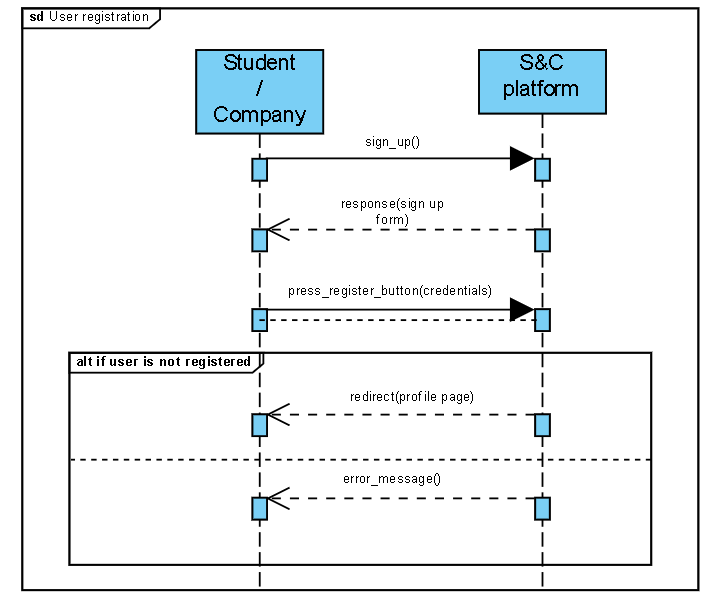 sd User registration
Student
/
Company
S&C
platform
sign_up()
response(sign up
form)
press_register_button(credentials)
alt if user is not registered
redirect(profile page)
error_message()